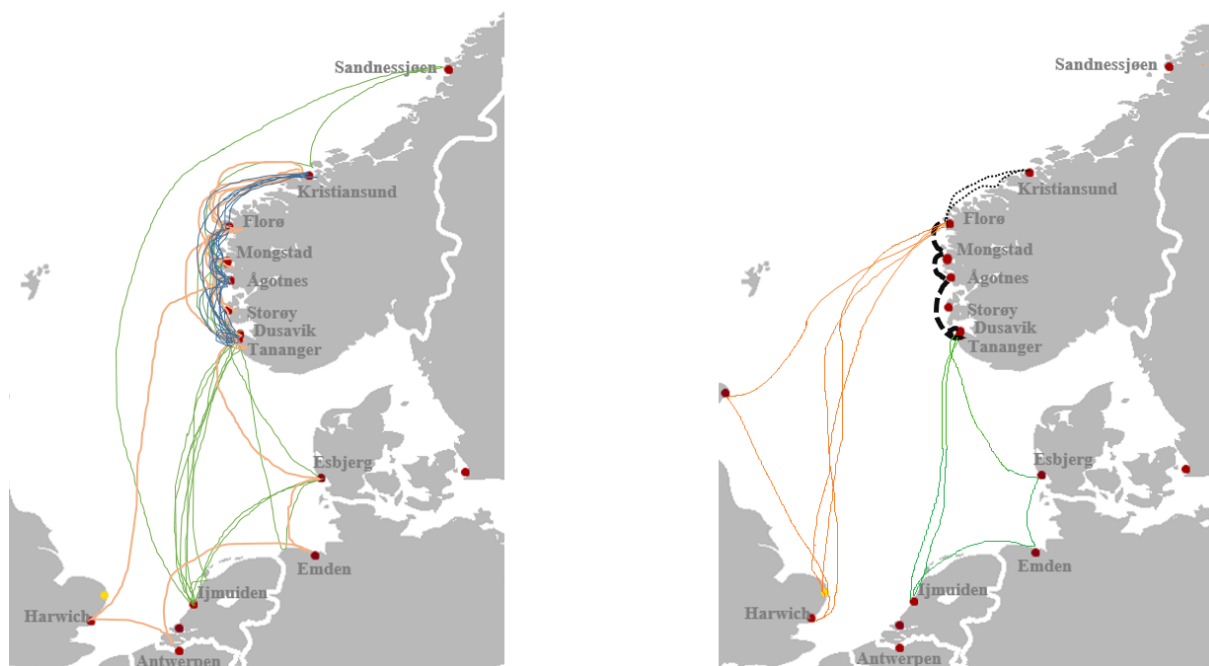 Sandnessjøen
Kristiansund
Florø
Mongstad
Ågotnes
Storøy
Dusavik
Tananger
Esbjerg
Emden
Ijmuiden
Harwich
Antwerpen
Sandnessjøen
Kristiansund
Florø
Mongstad
Ågotnes
Storøy
Dusavik
Tananger
Esbjerg
Emden
Ijmuiden
Harwich
Antwerpen